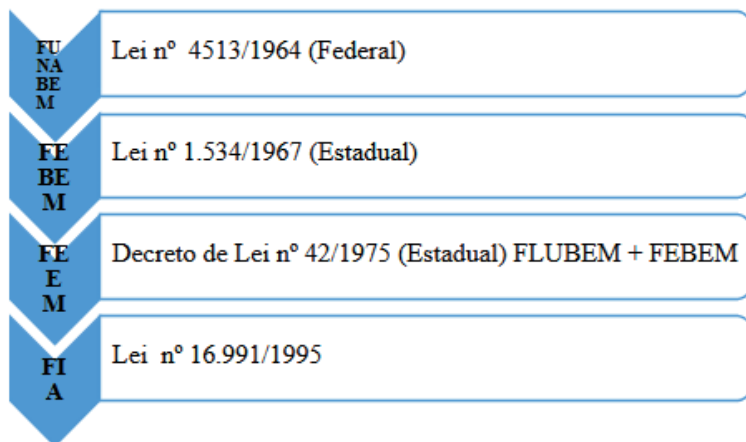 FU
NA
BE
M
Lei nº 4513/1964 (Federal)
FE
BE
M
Lei nº 1.534/1967 (Estadual)
FE
E
M
Decreto de Lei nº 42/1975 (Estadual) FLUBEM + FEBEM
FI
A
Lei nº 16.991/1995